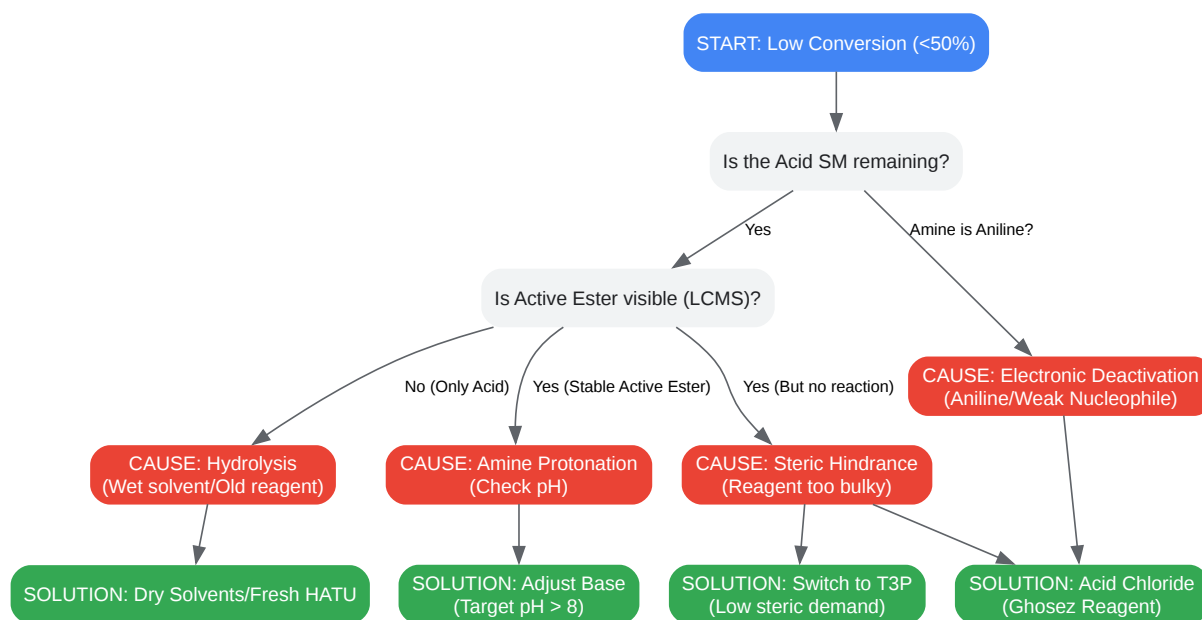 START: Low Conversion (<50%)
Is the Acid SM remaining?
Yes
Amine is Aniline?
Is Active Ester visible (LCMS)?
No (Only Acid)
Yes (Stable Active Ester)
Yes (But no reaction)
CAUSE: Electronic Deactivation
(Aniline/Weak Nucleophile)
CAUSE: Hydrolysis
(Wet solvent/Old reagent)
CAUSE: Amine Protonation
(Check pH)
CAUSE: Steric Hindrance
(Reagent too bulky)
SOLUTION: Dry Solvents/Fresh HATU
SOLUTION: Adjust Base
(Target pH > 8)
SOLUTION: Switch to T3P
(Low steric demand)
SOLUTION: Acid Chloride
(Ghosez Reagent)